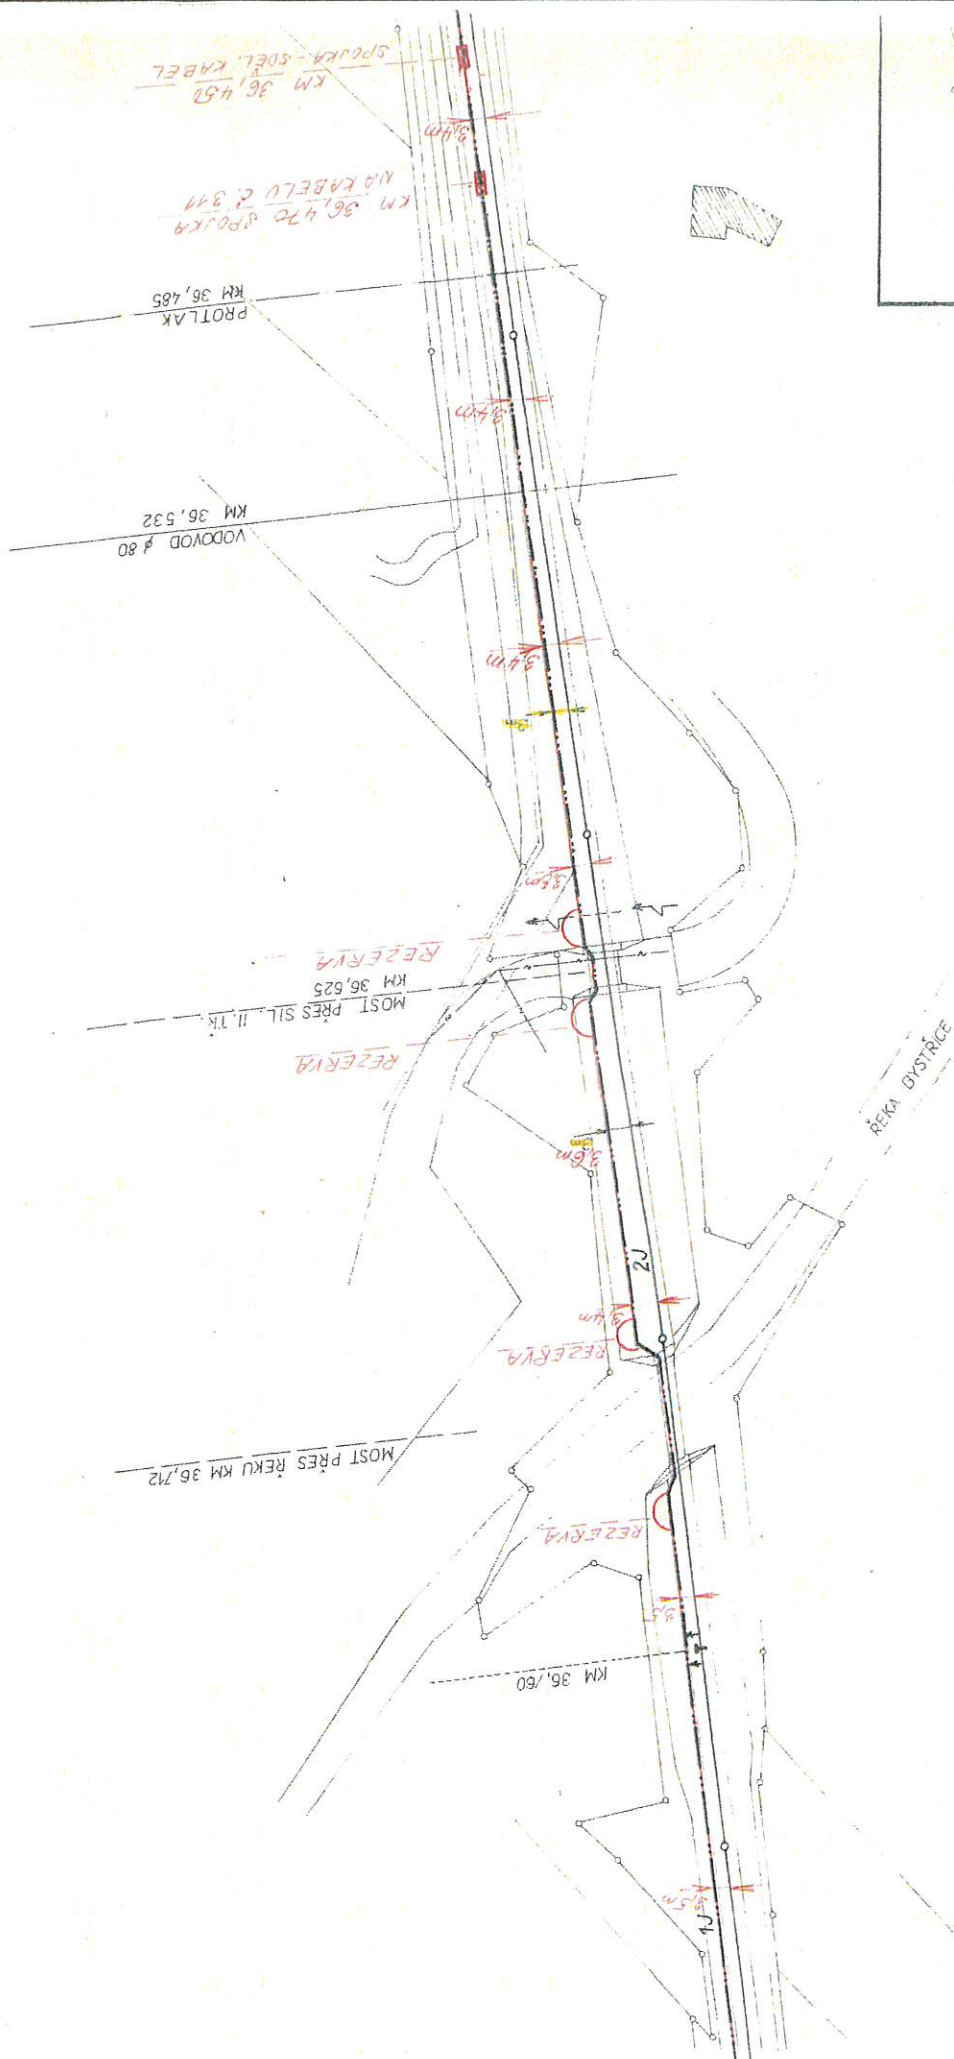 KM 36,450
SPOJKA - SDĚL. KABEL
3,4m
KM 36,470 SPOJKA
NA KABELU Č. 311
PROTLAK
KM 36,485
3,4m
VODOVOD ø 80
KM 36,532
3,4m
REZERVA
MOST PŘES SIL. II. TŘ.
KM 36,625
REZERVA
3,6m
ŘEKA BYSTŘICE
2J
3,4m
REZERVA
MOST PŘES ŘEKU KM 36,712
REZERVA
3,5
KM 36,760
3,5m
1J